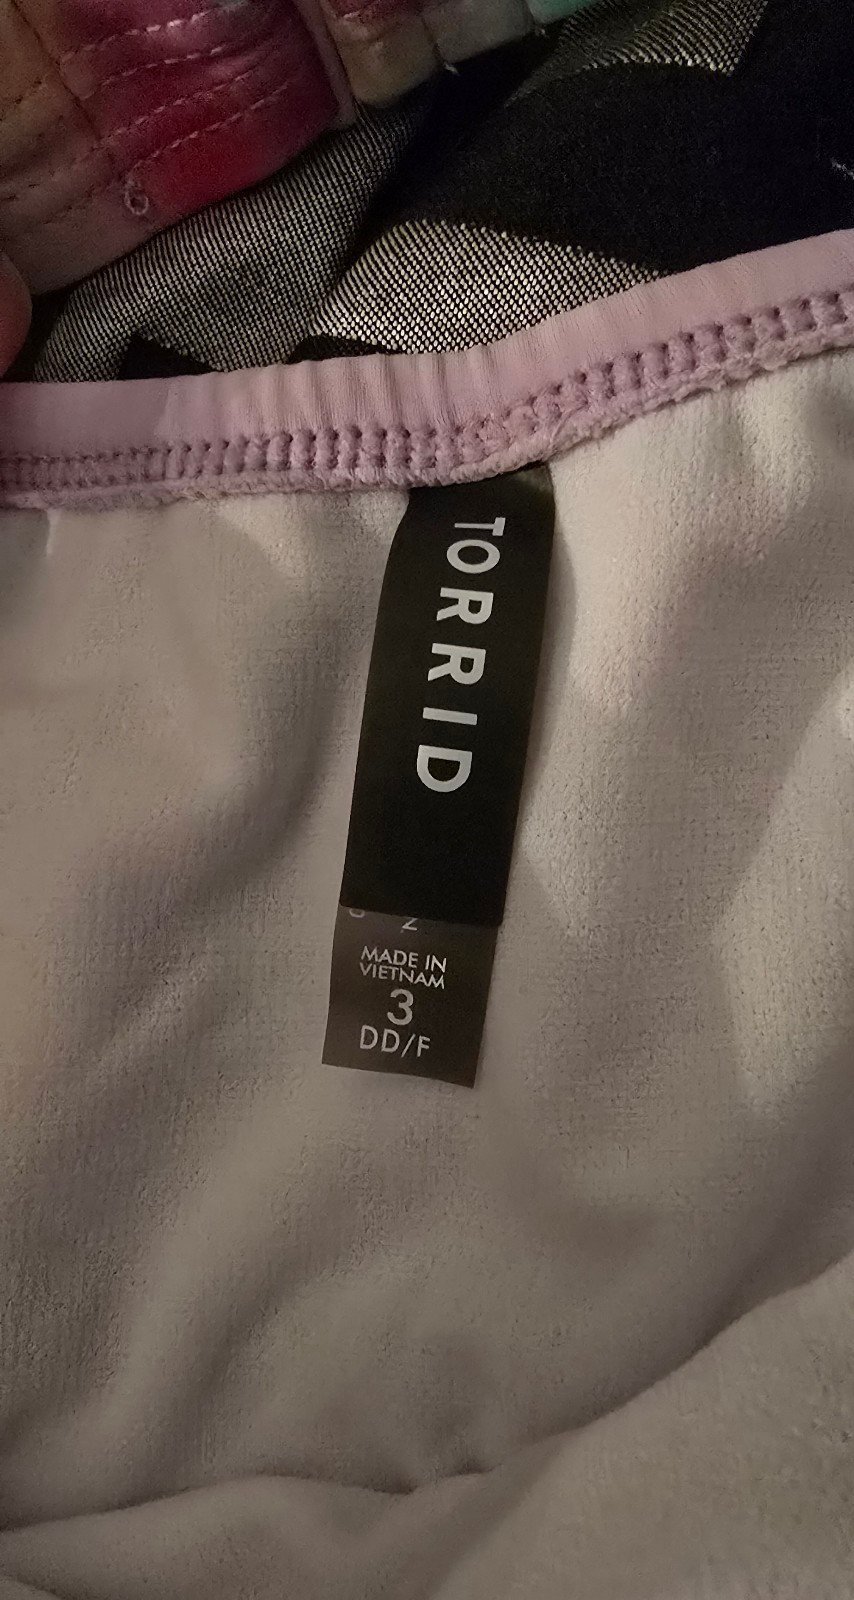 TORRID
MADE IN
VIETNAM
3
DD/F